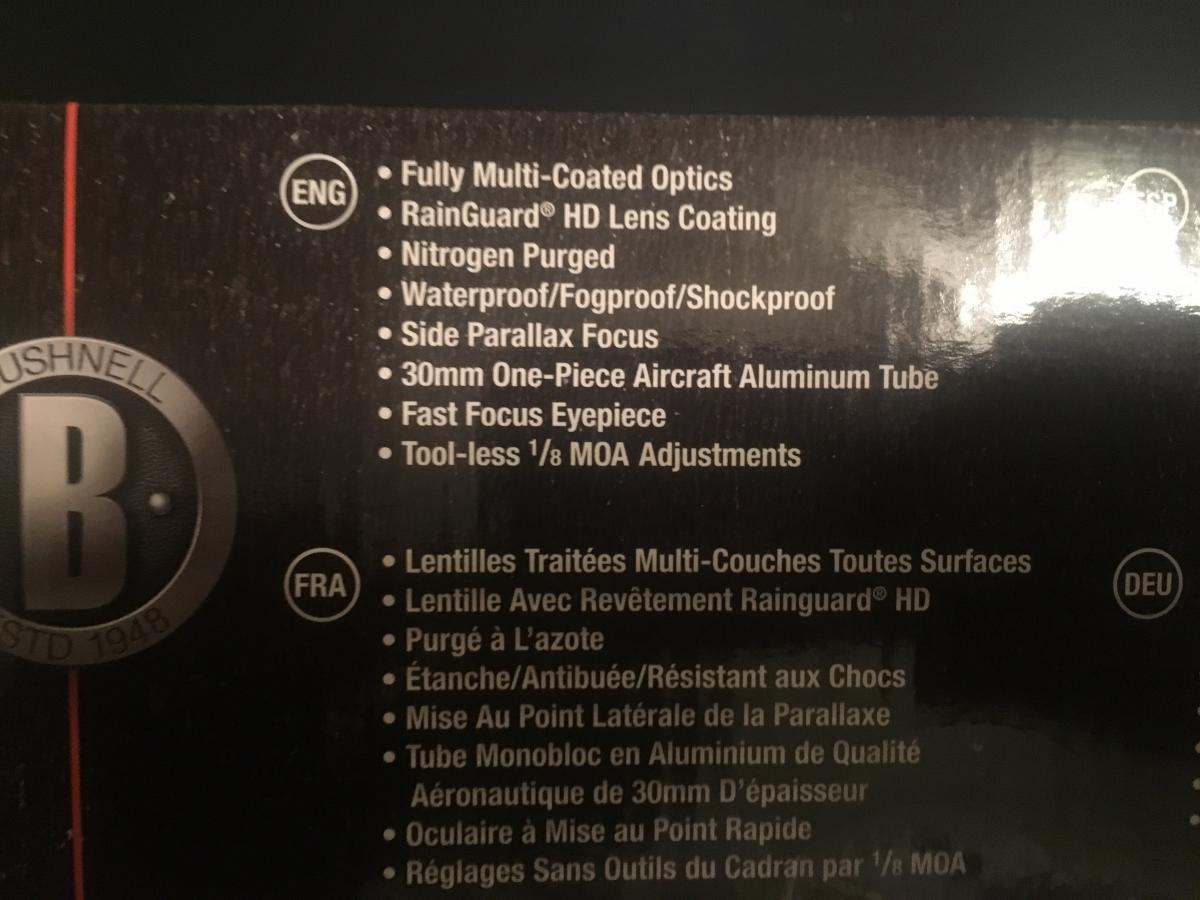 ENG
• Fully Multi-Coated Optics
• RainGuard® HD Lens Coating
• Nitrogen Purged
• Waterproof/Fogproof/Shockproof
• Side Parallax Focus
• 30mm One-Piece Aircraft Aluminum Tube
• Fast Focus Eyepiece
• Tool-less 1/8 MOA Adjustments
USHNELL
B
STD 1948
FRA
• Lentilles Traitées Multi-Couches Toutes Surfaces
• Lentille Avec Revêtement Rainguard® HD
• Purgé à L'azote
• Étanche/Antibuée/Résistant aux Chocs
• Mise Au Point Latérale de la Parallaxe
• Tube Monobloc en Aluminium de Qualité
Aéronautique de 30mm D'épaisseur
• Oculaire à Mise au Point Rapide
• Réglages Sans Outils du Cadran par 1/8 MOA
DEU